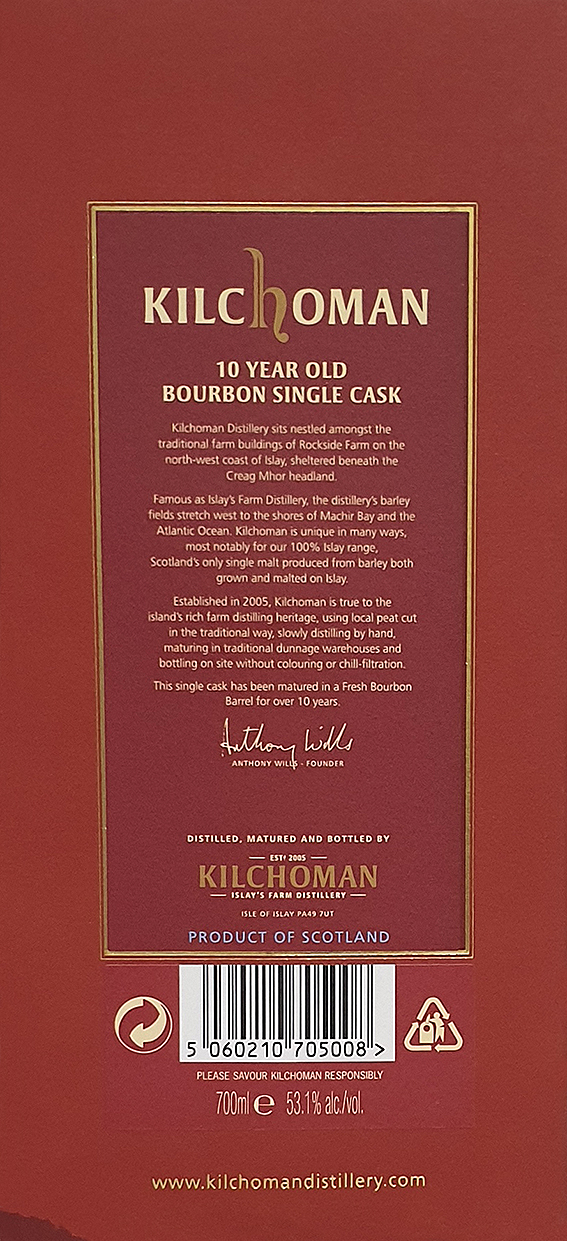 KILCHOMAN
10 YEAR OLD
BOURBON SINGLE CASK
Kilchoman Distillery sits nestled amongst the
traditional farm buildings of Rockside Farm on the
north-west coast of Islay, sheltered beneath the
Creag Mhor headland.
Famous as Islay's Farm Distillery, the distillery's barley
fields stretch west to the shores of Machir Bay and the
Atlantic Ocean. Kilchoman is unique in many ways,
most notably for our 100% Islay range,
Scotland's only single malt produced from barley both
grown and malted on Islay.
Established in 2005, Kilchoman is true to the
island's rich farm distilling heritage, using local peat cut
in the traditional way, slowly distilling by hand,
maturing in traditional dunnage warehouses and
bottling on site without colouring or chill-filtration.
This single cask has been matured in a Fresh Bourbon
Barrel for over 10 years.
Anthony Wills
ANTHONY WILLS - FOUNDER
DISTILLED, MATURED AND BOTTLED BY
ESTD 2005
KILCHOMAN
ISLAY'S FARM DISTILLERY
ISLE OF ISLAY PA49 7UT
PRODUCT OF SCOTLAND
5 060210 705008 >
PLEASE SAVOUR KILCHOMAN RESPONSIBLY
700ml e 53.1% alc./vol.
www.kilchomandistillery.com